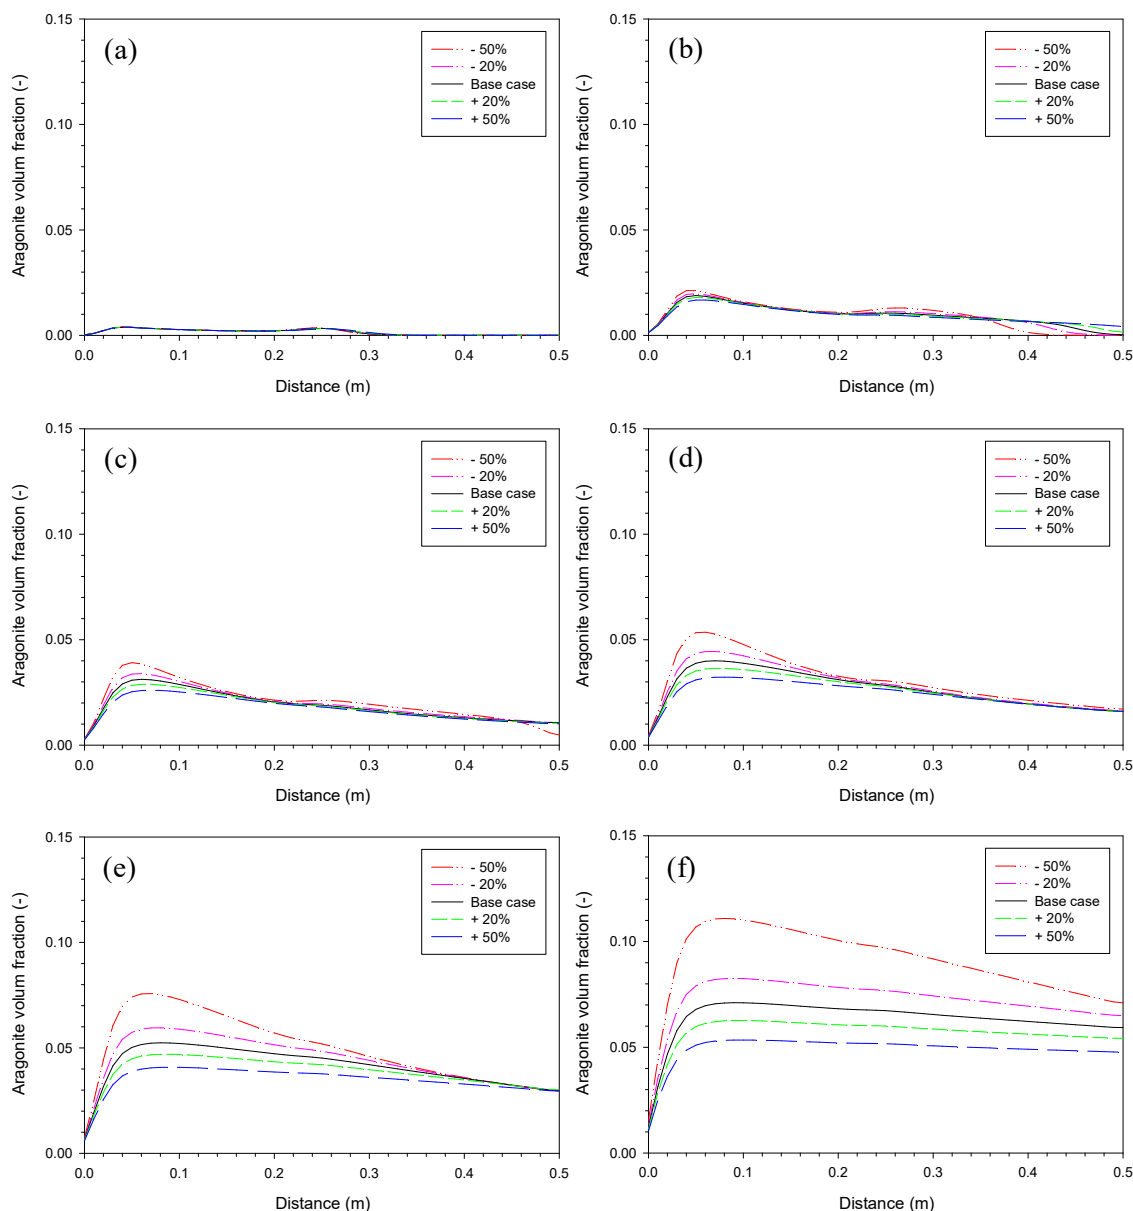 (a)
- 50%
- 20%
Base case
+ 20%
+ 50%
Aragonite volum fraction (-)
0.15
0.10
0.05
0.00
0.0 0.1 0.2 0.3 0.4 0.5
Distance (m)
(b)
- 50%
- 20%
Base case
+ 20%
+ 50%
Aragonite volum fraction (-)
0.15
0.10
0.05
0.00
0.0 0.1 0.2 0.3 0.4 0.5
Distance (m)
(c)
- 50%
- 20%
Base case
+ 20%
+ 50%
Aragonite volum fraction (-)
0.15
0.10
0.05
0.00
0.0 0.1 0.2 0.3 0.4 0.5
Distance (m)
(d)
- 50%
- 20%
Base case
+ 20%
+ 50%
Aragonite volum fraction (-)
0.15
0.10
0.05
0.00
0.0 0.1 0.2 0.3 0.4 0.5
Distance (m)
(e)
- 50%
- 20%
Base case
+ 20%
+ 50%
Aragonite volum fraction (-)
0.15
0.10
0.05
0.00
0.0 0.1 0.2 0.3 0.4 0.5
Distance (m)
(f)
- 50%
- 20%
Base case
+ 20%
+ 50%
Aragonite volum fraction (-)
0.15
0.10
0.05
0.00
0.0 0.1 0.2 0.3 0.4 0.5
Distance (m)